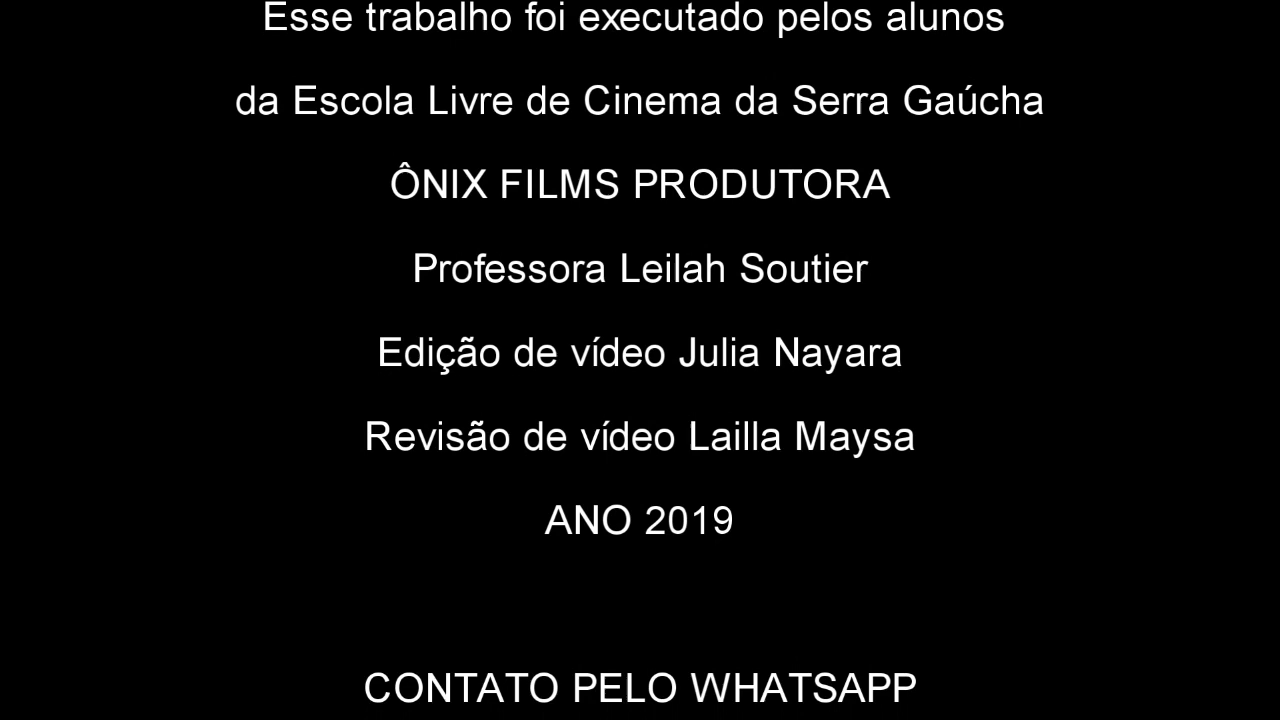 Esse trabalho foi executado pelos alunos
da Escola Livre de Cinema da Serra Gaúcha
ÔNIX FILMS PRODUTORA
Professora Leilah Soutier
Edição de vídeo Julia Nayara
Revisão de vídeo Lailla Maysa
ANO 2019
CONTATO PELO WHATSAPP